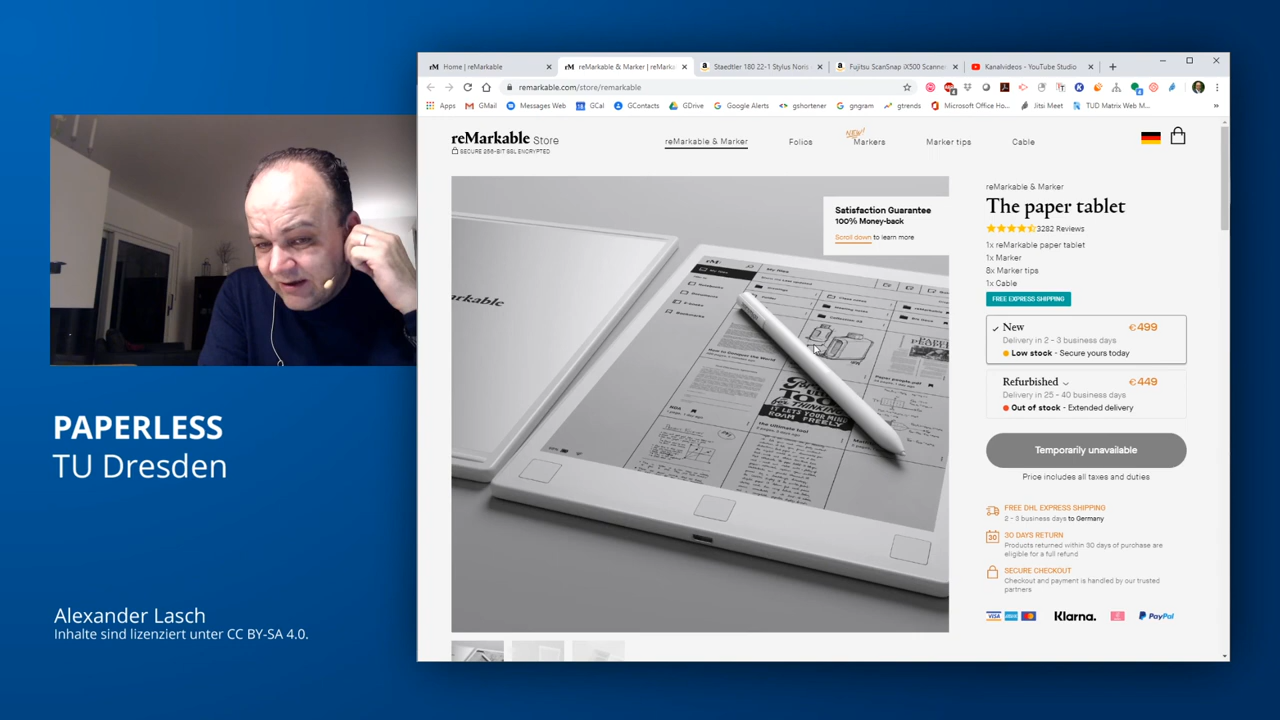 PAPERLESS
TU Dresden
Alexander Lasch
Inhalte sind lizenziert unter CC BY-SA 4.0.
Home | reMarkable
reMarkable & Marker | reMarka
Staedtler 180 22-1 Stylus Noris
Fujitsu ScanSnap iX500 Scanner
Kanalvideos - YouTube Studio
remarkable.com/store/remarkable
Apps
GMail
Messages Web
GCal
GContacts
GDrive
Google Alerts
gshortener
gngram
gtrends
Microsoft Office Ho...
Jitsi Meet
TUD Matrix Web M...
reMarkable Store
SECURE 256-BIT SSL ENCRYPTED
reMarkable & Marker
Folios
NEW!
Markers
Marker tips
Cable
Satisfaction Guarantee
100% Money-back
Scroll down to learn more
reMarkable & Marker
The paper tablet
3282 Reviews
1x reMarkable paper tablet
1x Marker
8x Marker tips
1x Cable
FREE EXPRESS SHIPPING
New €499
Delivery in 2 - 3 business days
Low stock - Secure yours today
Refurbished €449
Delivery in 25 - 40 business days
Out of stock - Extended delivery
Temporarily unavailable
Price includes all taxes and duties
FREE DHL EXPRESS SHIPPING
2 - 3 business days to Germany
30
30 DAYS RETURN
Products returned within 30 days of purchase are
eligible for a full refund
SECURE CHECKOUT
Checkout and payment is handled by our trusted
partners
VISA
Klarna.
PayPal